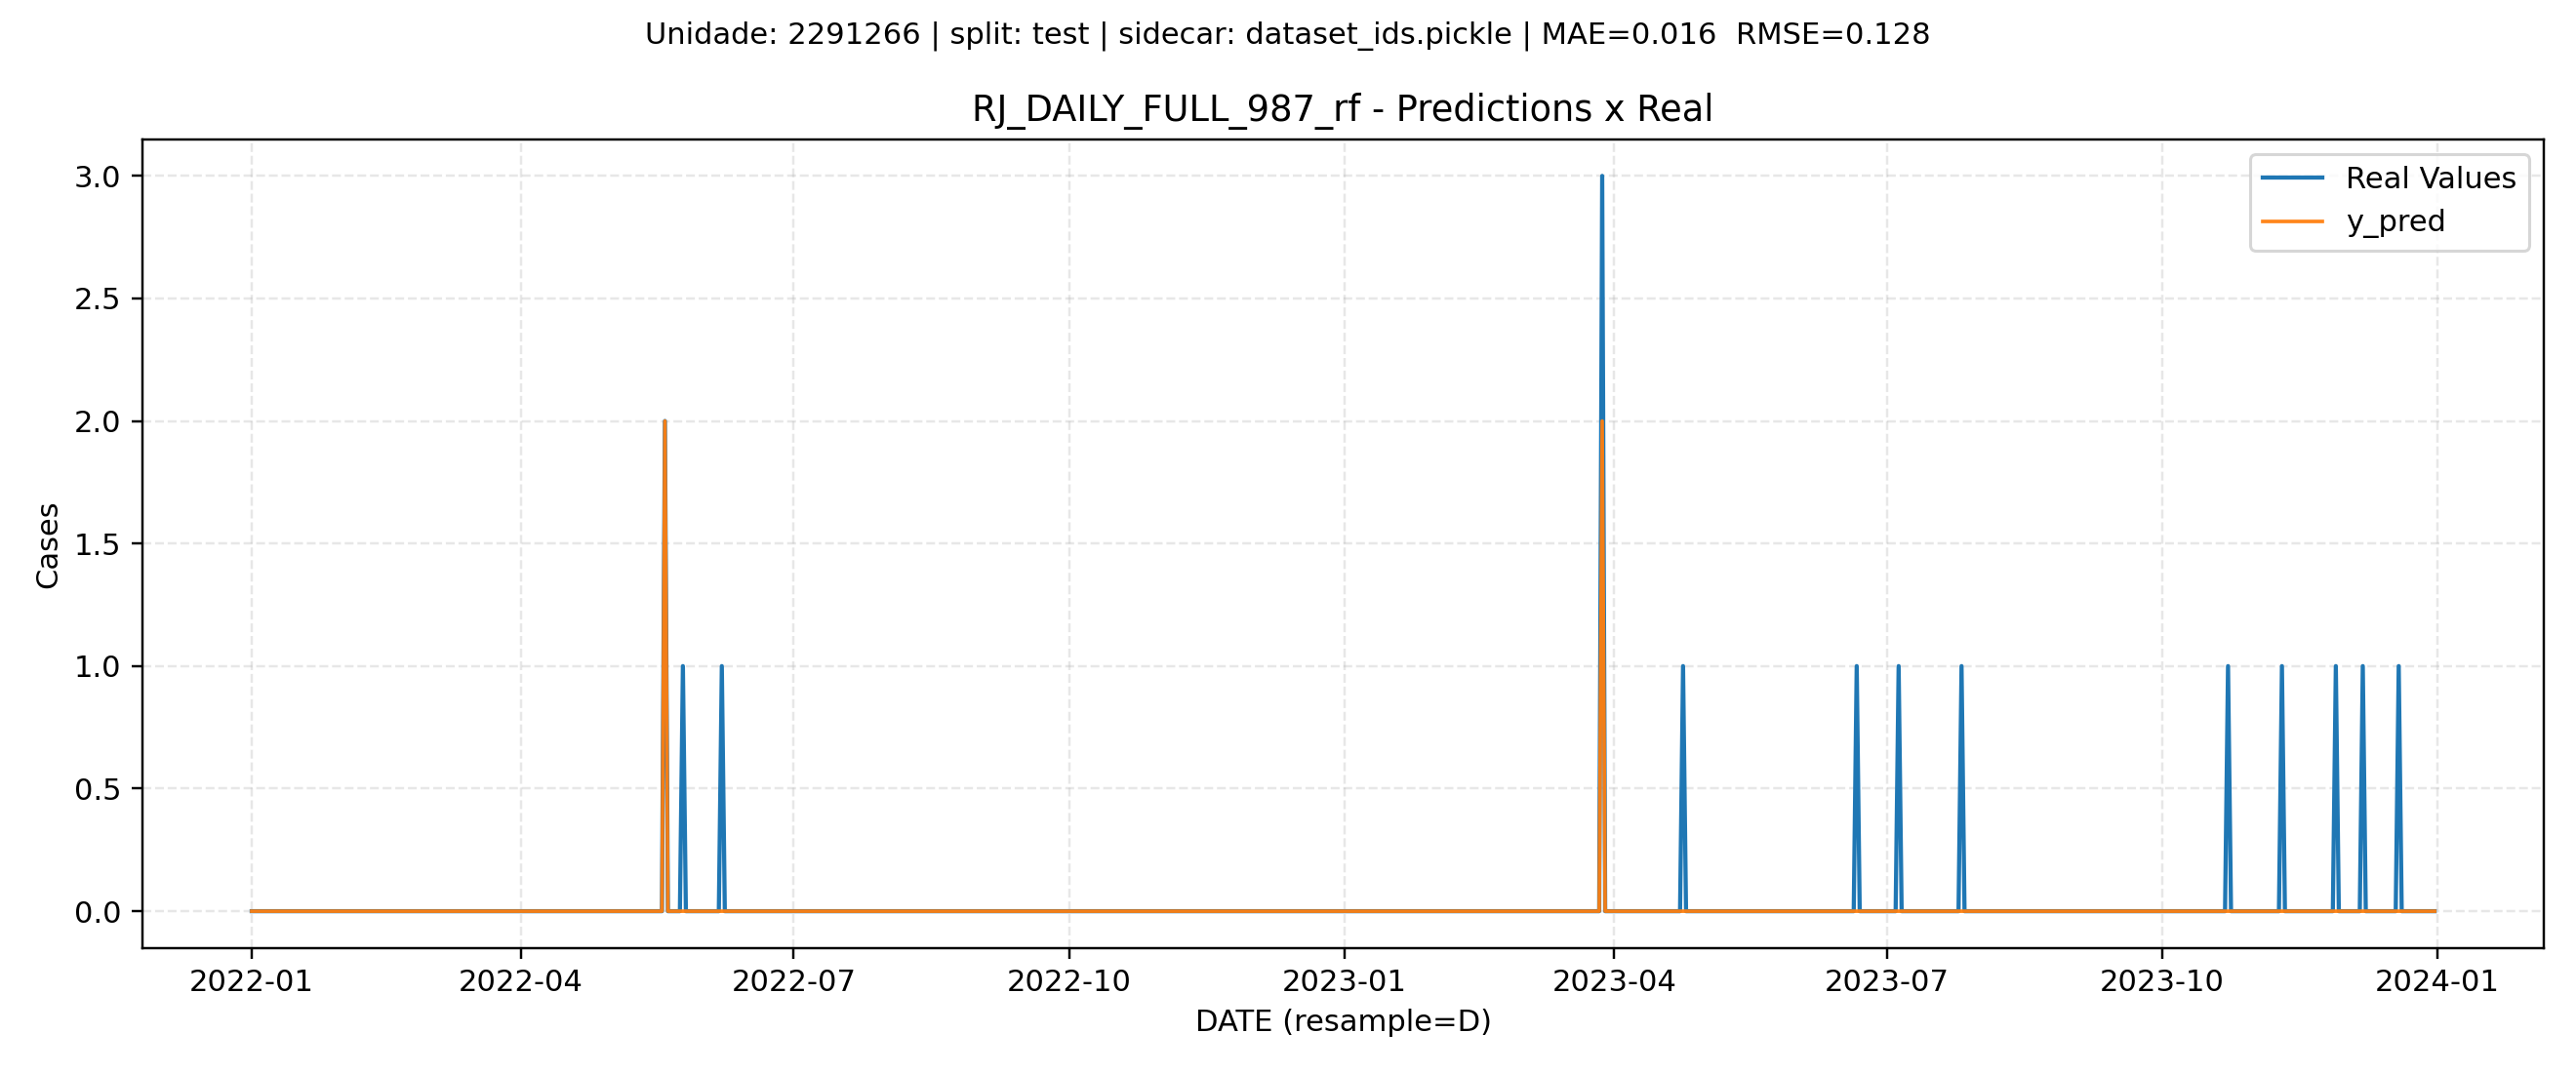 Unidade: 2291266 | split: test | sidecar: dataset_ids.pickle | MAE=0.016  RMSE=0.128
RJ_DAILY_FULL_987_rf - Predictions x Real
Real Values
y_pred
Cases
3.0
2.5
2.0
1.5
1.0
0.5
0.0
2022-01 2022-04 2022-07 2022-10 2023-01 2023-04 2023-07 2023-10 2024-01
DATE (resample=D)